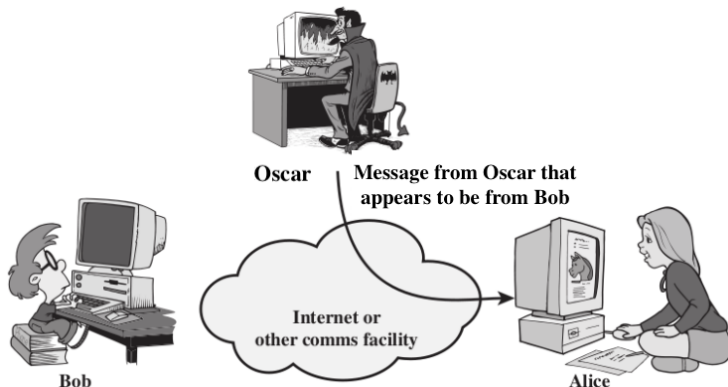 Oscar
Message from Oscar that
appears to be from Bob
Internet or
other comms facility
Bob
Alice